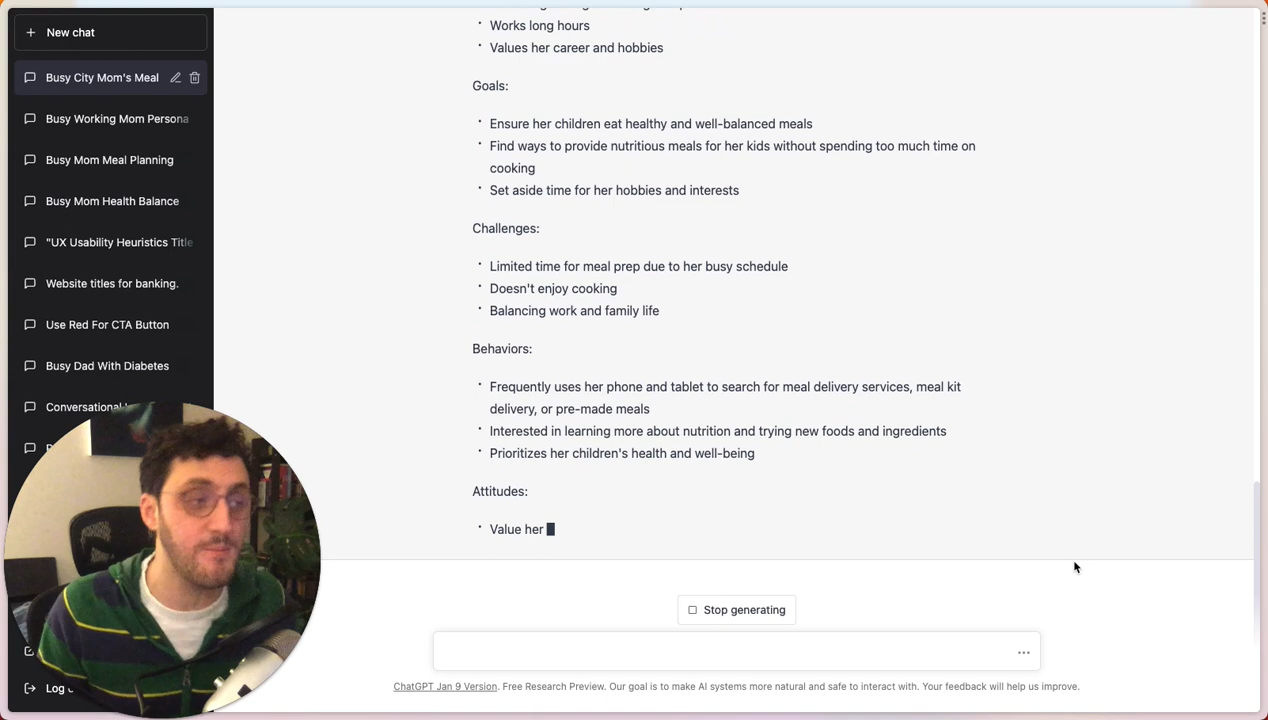 New chat
Busy City Mom's Meal
Busy Working Mom Persona
Busy Mom Meal Planning
Busy Mom Health Balance
"UX Usability Heuristics Title
Website titles for banking.
Use Red For CTA Button
Busy Dad With Diabetes
Conversational
Log
• Works long hours
• Values her career and hobbies
Goals:
• Ensure her children eat healthy and well-balanced meals
• Find ways to provide nutritious meals for her kids without spending too much time on
cooking
• Set aside time for her hobbies and interests
Challenges:
• Limited time for meal prep due to her busy schedule
• Doesn't enjoy cooking
• Balancing work and family life
Behaviors:
• Frequently uses her phone and tablet to search for meal delivery services, meal kit
delivery, or pre-made meals
• Interested in learning more about nutrition and trying new foods and ingredients
• Prioritizes her children's health and well-being
Attitudes:
• Value her
Stop generating
ChatGPT Jan 9 Version. Free Research Preview. Our goal is to make AI systems more natural and safe to interact with. Your feedback will help us improve.